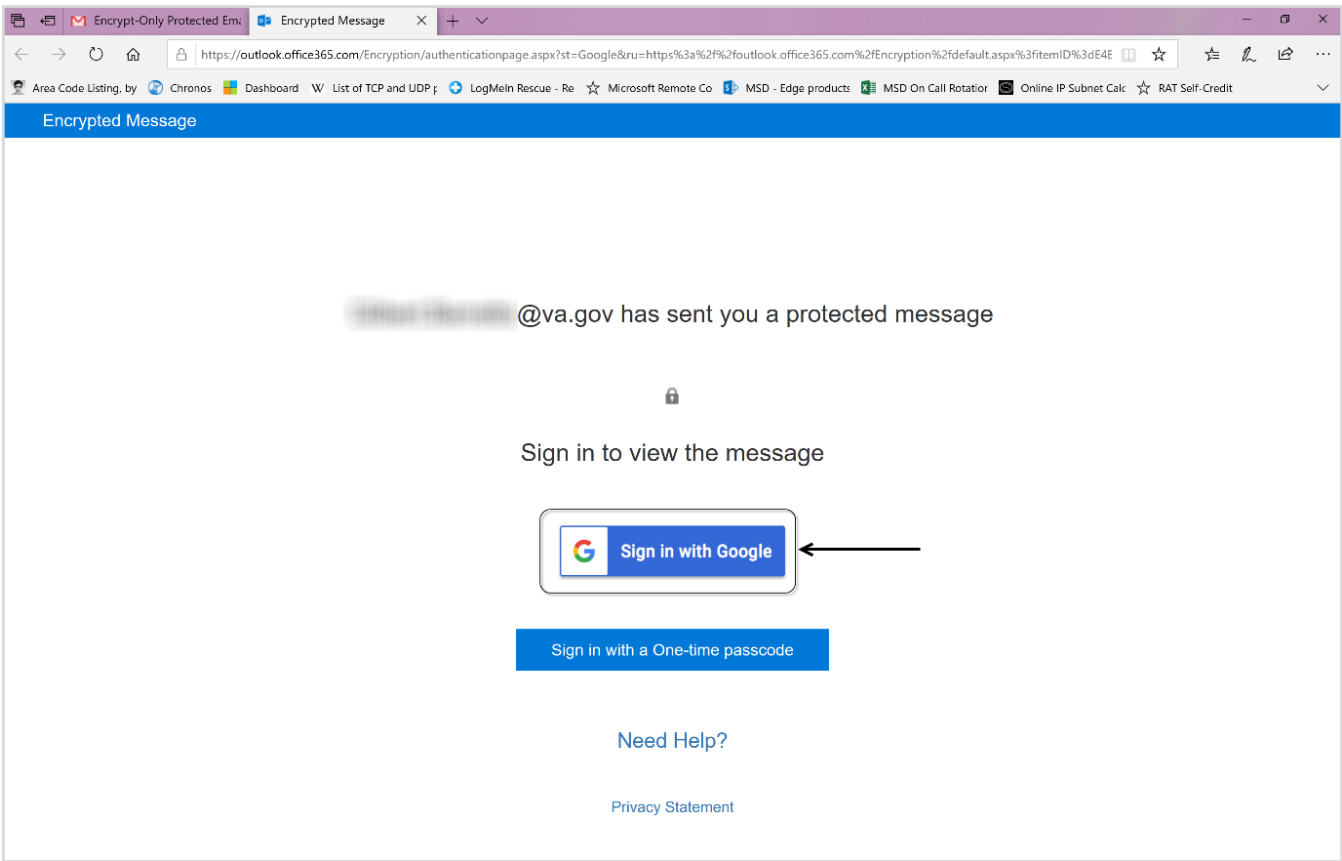 Encrypt-Only Protected Ema Encrypted Message
https://outlook.office365.com/Encryption/authenticationpage.aspx?st=Google&ru=https%3a%2f%2foutlook.office365.com%2fEncryption%2fdefault.aspx%3fitemID%3dE4E
Area Code Listing, by Chronos Dashboard W List of TCP and UDP p LogMeIn Rescue - Re Microsoft Remote Co MSD - Edge products MSD On Call Rotation Online IP Subnet Calc RAT Self-Credit
Encrypted Message
@va.gov has sent you a protected message
Sign in to view the message
G Sign in with Google
Sign in with a One-time passcode
Need Help?
Privacy Statement